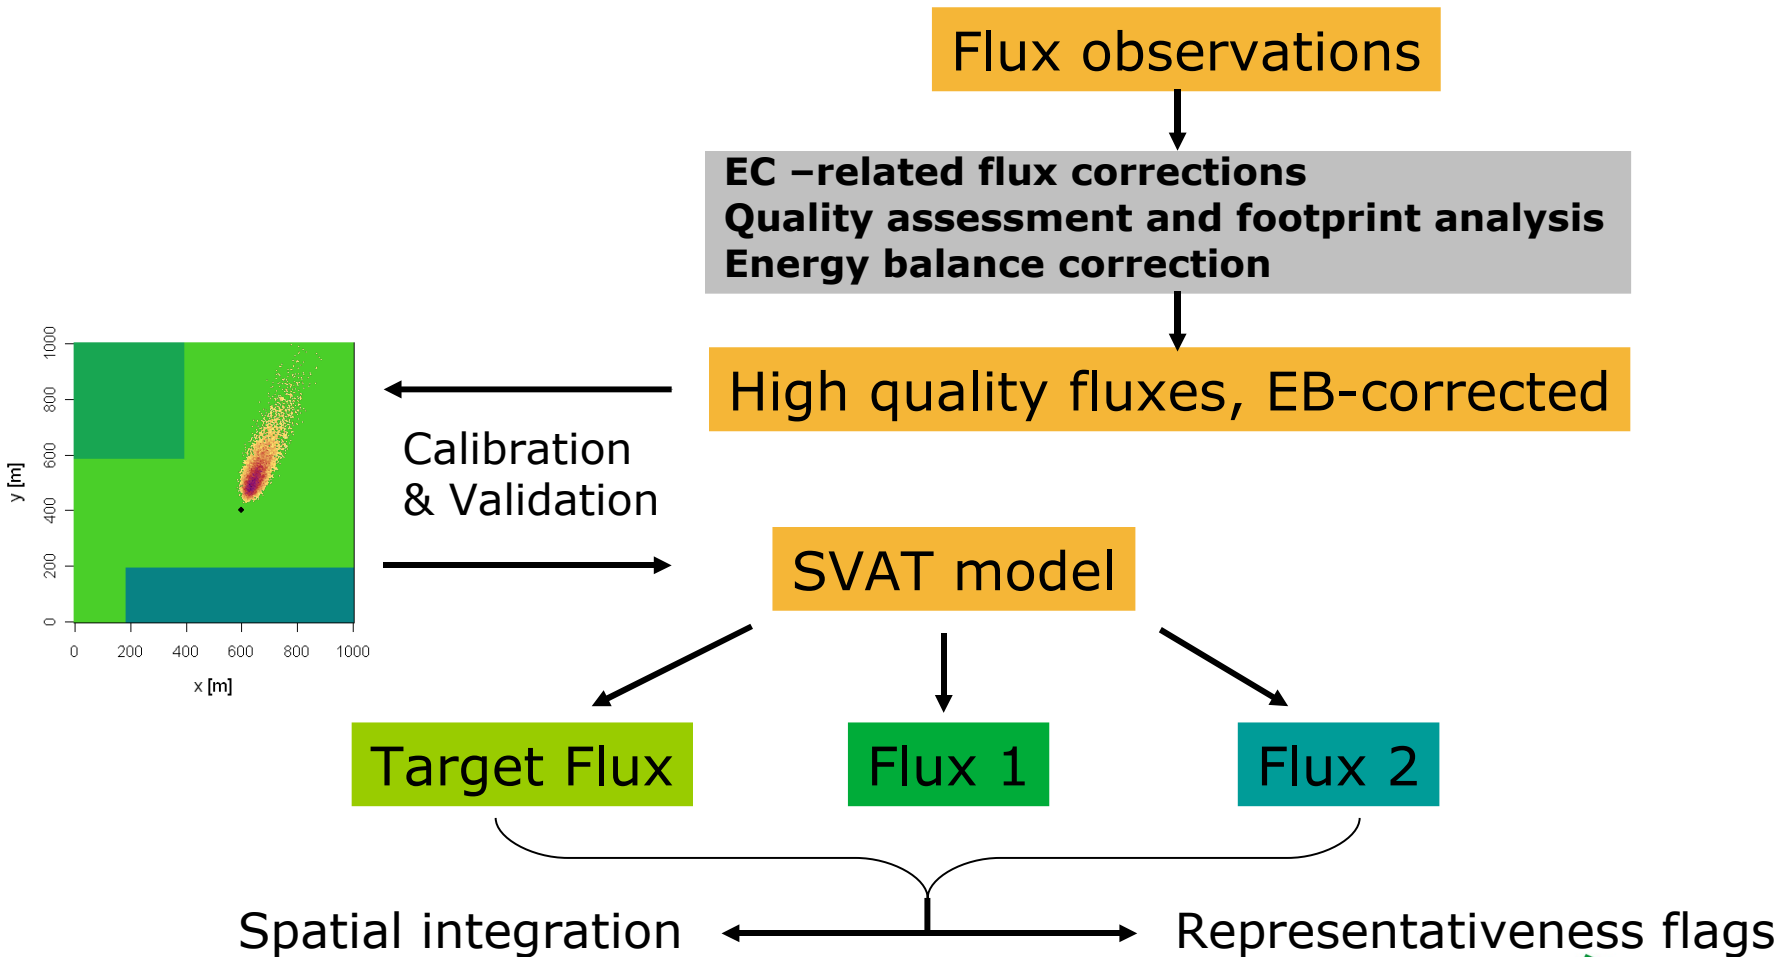 Flux observations
EC –related flux corrections
Quality assessment and footprint analysis
Energy balance correction
High quality fluxes, EB-corrected
Calibration
& Validation
SVAT model
y [m]
1000
800
600
400
200
0
0 200 400 600 800 1000
x [m]
Target Flux
Flux 1
Flux 2
Spatial integration
Representativeness flags